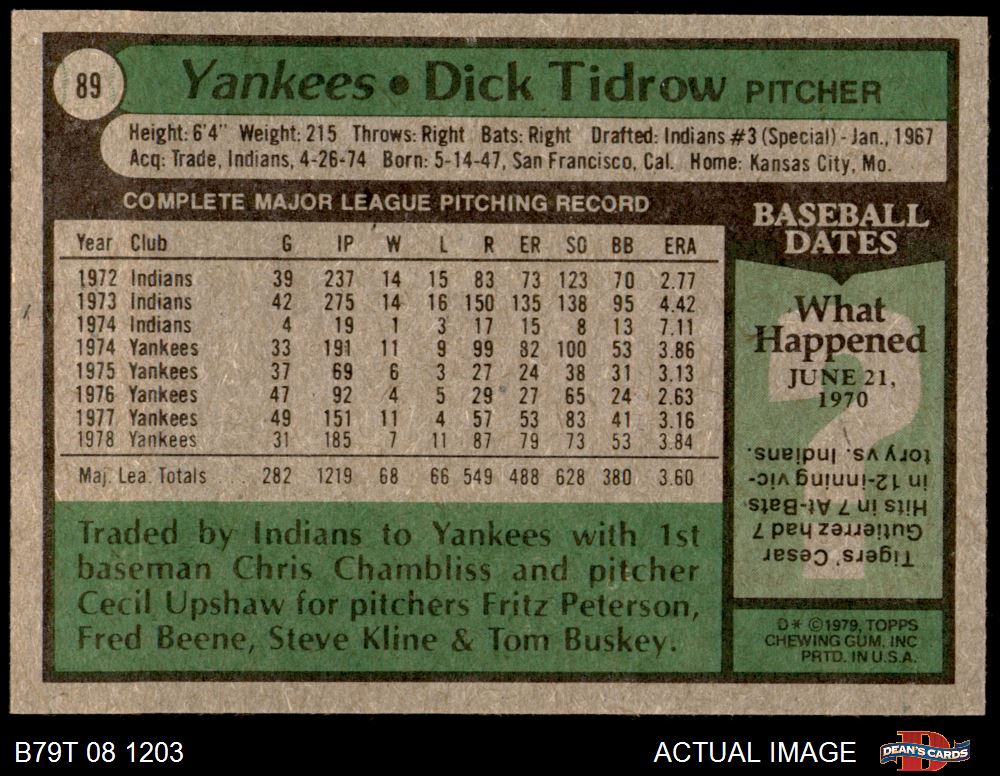 89
Yankees • Dick Tidrow PITCHER
Height: 6'4" Weight: 215 Throws: Right Bats: Right Drafted: Indians #3 (Special) - Jan., 1967
Acq: Trade, Indians, 4-26-74 Born: 5-14-47, San Francisco, Cal. Home: Kansas City, Mo.
COMPLETE MAJOR LEAGUE PITCHING RECORD
Year Club G IP W L R ER SO BB ERA
1972 Indians 39 237 14 15 83 73 123 70 2.77
1973 Indians 42 275 14 16 150 135 138 95 4.42
1974 Indians 4 19 1 3 17 15 8 13 7.11
1974 Yankees 33 191 11 9 99 82 100 53 3.86
1975 Yankees 37 69 6 3 27 24 38 31 3.13
1976 Yankees 47 92 4 5 29 27 65 24 2.63
1977 Yankees 49 151 11 4 57 53 83 41 3.16
1978 Yankees 31 185 7 11 87 79 73 53 3.84
Maj. Lea. Totals 282 1219 68 66 549 488 628 380 3.60
Traded by Indians to Yankees with 1st
baseman Chris Chambliss and pitcher
Cecil Upshaw for pitchers Fritz Peterson,
Fred Beene, Steve Kline & Tom Buskey.
BASEBALL
DATES
What
Happened
JUNE 21,
1970
?
Tigers' Cesar
Gutierrez had 7
Hits in 7 At-Bats
in 12-inning vic-
tory vs. Indians.
D* ©1979, TOPPS
CHEWING GUM, INC
PRTD. IN U.S.A.
B79T 08 1203
ACTUAL IMAGE
D
DEAN'S CARDS